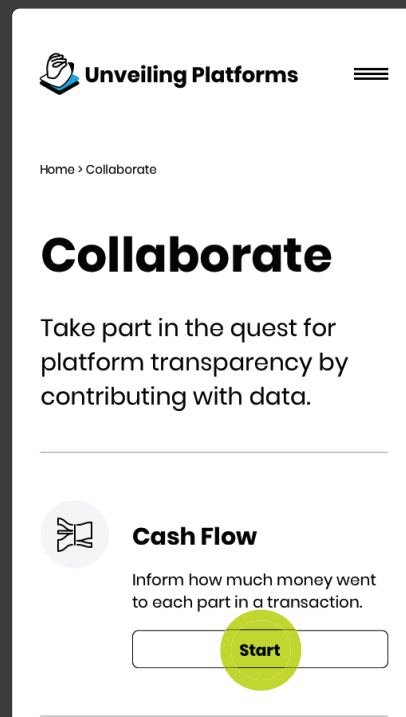 Unveiling Platforms
Home > Collaborate
Collaborate
Take part in the quest for
platform transparency by
contributing with data.
Cash Flow
Inform how much money went
to each part in a transaction.
Start